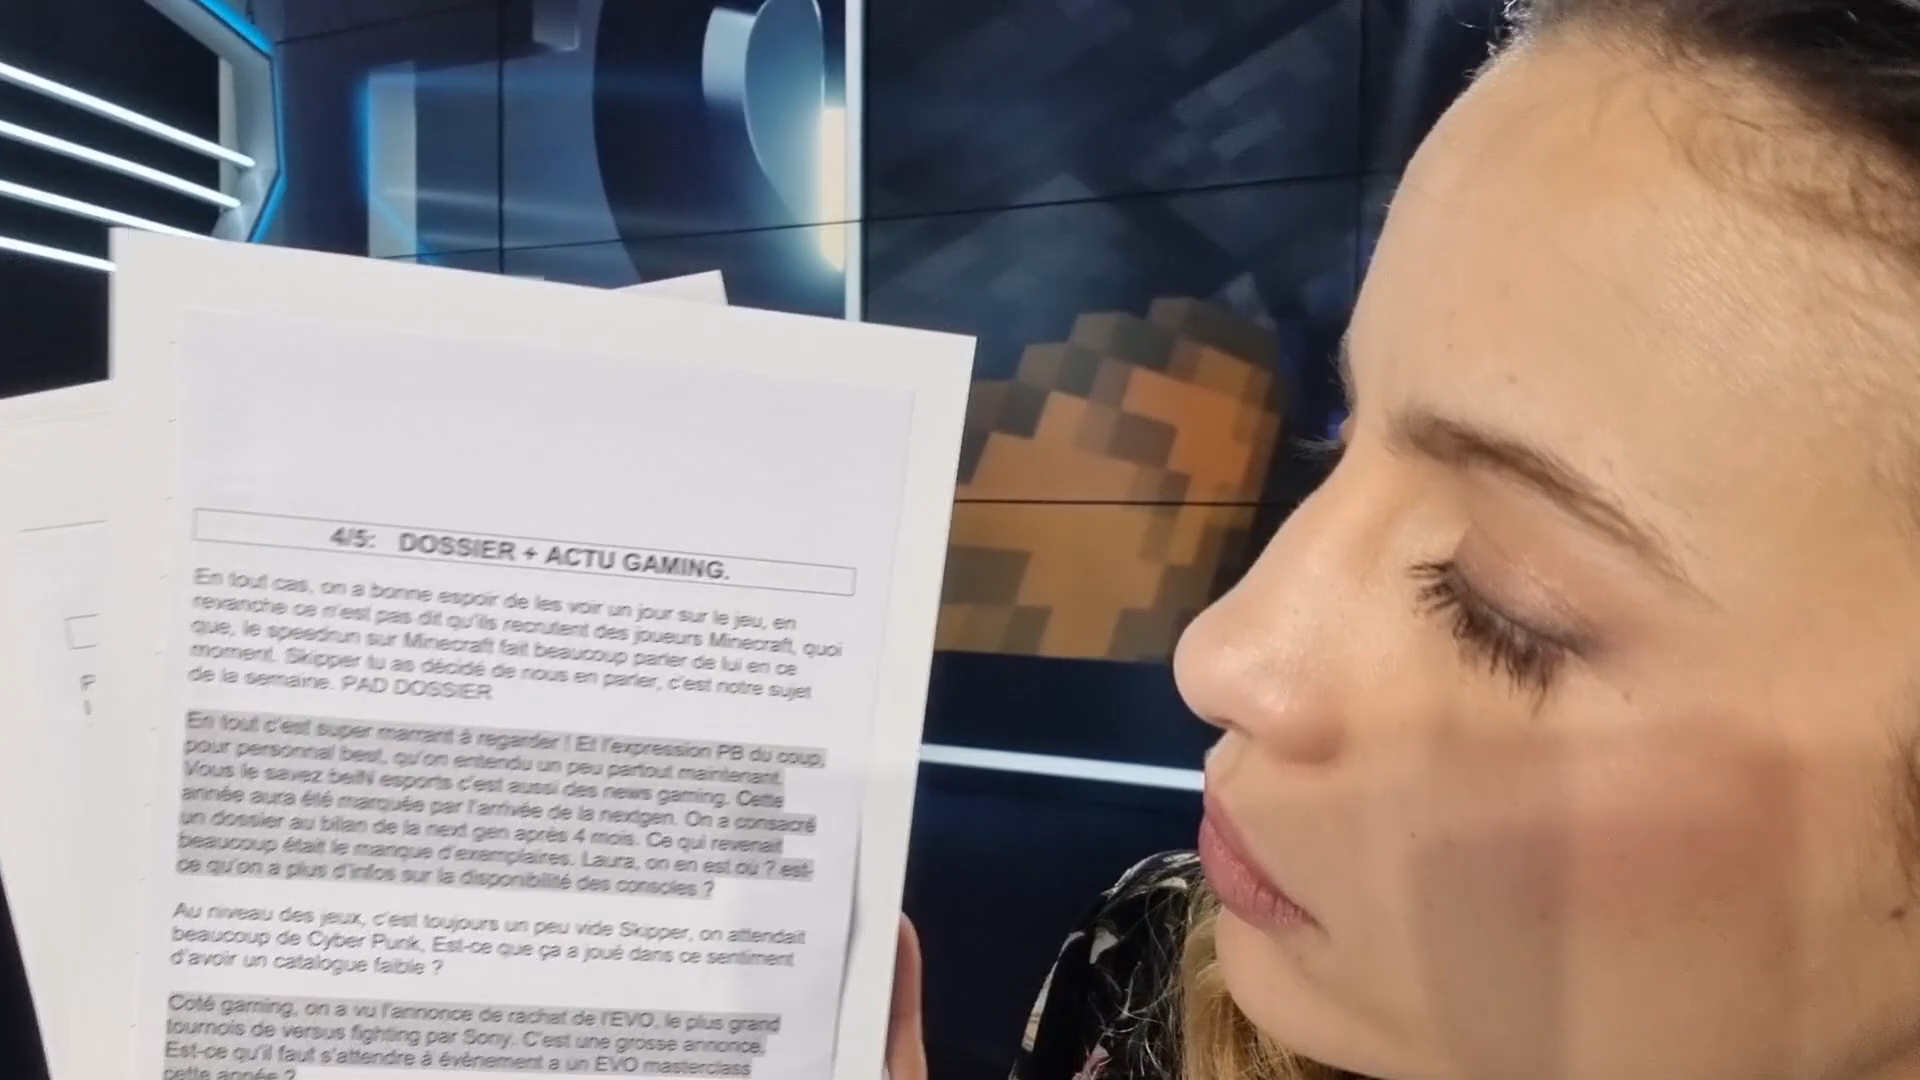 4/5: DOSSIER + ACTU GAMING.
En tout cas, on a bonne espoir de les voir un jour sur le jeu, en
revanche ce n'est pas dit qu'ils recrutent des joueurs Minecraft, quoi
que, le speedrun sur Minecraft fait beaucoup parler de lui en ce
moment. Skipper tu as décidé de nous en parler, c'est notre sujet
de la semaine. PAD DOSSIER
En tout c'est super marrant à regarder ! Et l'expression PB du coup,
pour personnal best, qu'on entendu un peu partout maintenant.
Vous le savez beIN esports c'est aussi des news gaming. Cette
année aura été marquée par l'arrivée de la nextgen. On a consacré
un dossier au bilan de la next gen après 4 mois. Ce qui revenait
beaucoup était le manque d'exemplaires. Laura, on en est où ? est-
ce qu'on a plus d'infos sur la disponibilité des consoles ?
Au niveau des jeux, c'est toujours un peu vide Skipper, on attendait
beaucoup de Cyber Punk, Est-ce que ça a joué dans ce sentiment
d'avoir un catalogue faible ?
Coté gaming, on a vu l'annonce de rachat de l'EVO, le plus grand
tournois de versus fighting par Sony. C'est une grosse annonce.
Est-ce qu'il faut s'attendre à évènement a un EVO masterclass
cette année ?
P